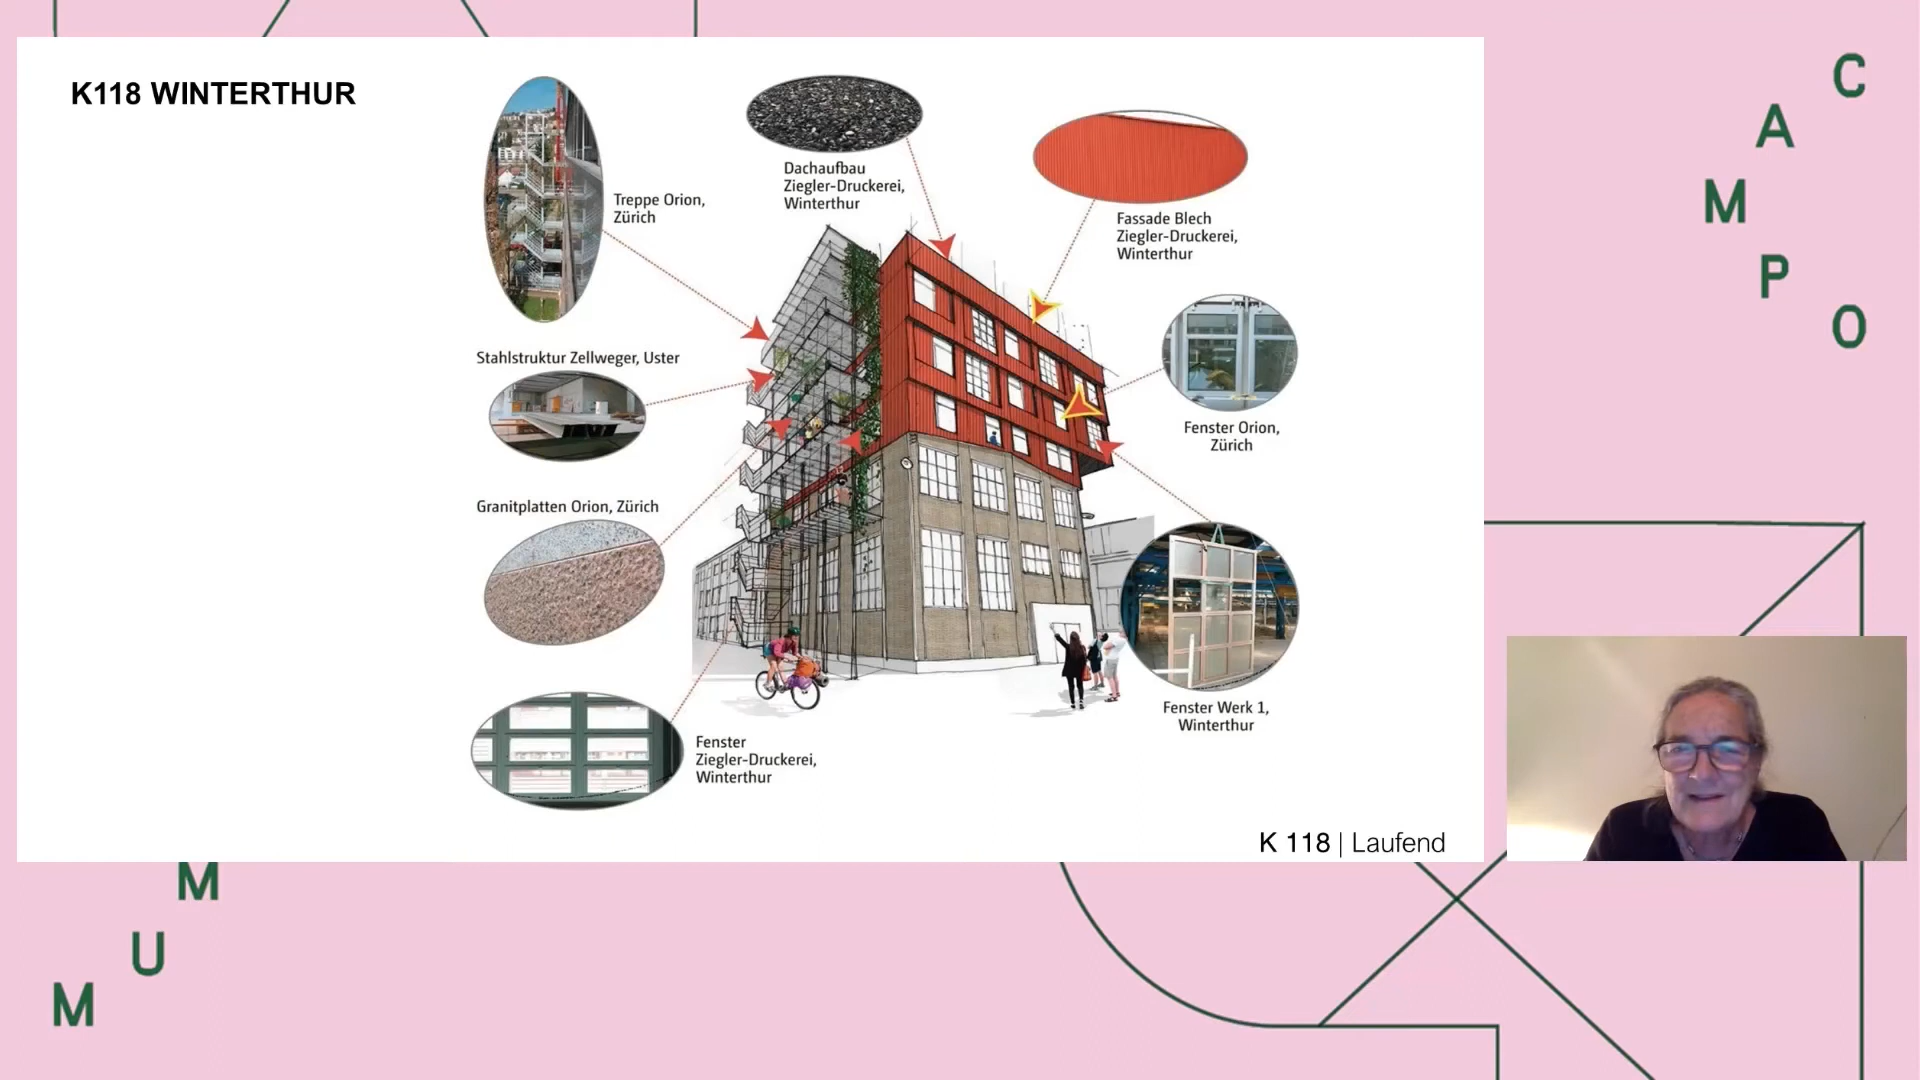 K118 WINTERTHUR
Treppe Orion,
Zürich
Dachaufbau
Ziegler-Druckerei,
Winterthur
Fassade Blech
Ziegler-Druckerei,
Winterthur
Stahlstruktur Zellweger, Uster
Fenster Orion,
Zürich
Granitplatten Orion, Zürich
Fenster Werk 1,
Winterthur
Fenster
Ziegler-Druckerei,
Winterthur
K 118 | Laufend
C
A
M
P
O
M
U
M